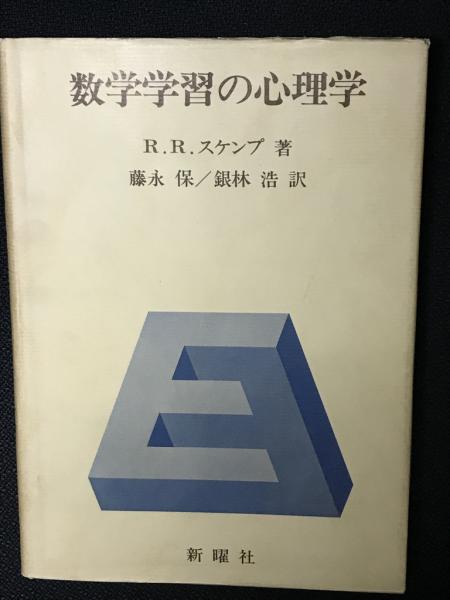 数学学習の心理学
R.R.スケンプ 著
藤永 保／銀林 浩 訳
新曜社